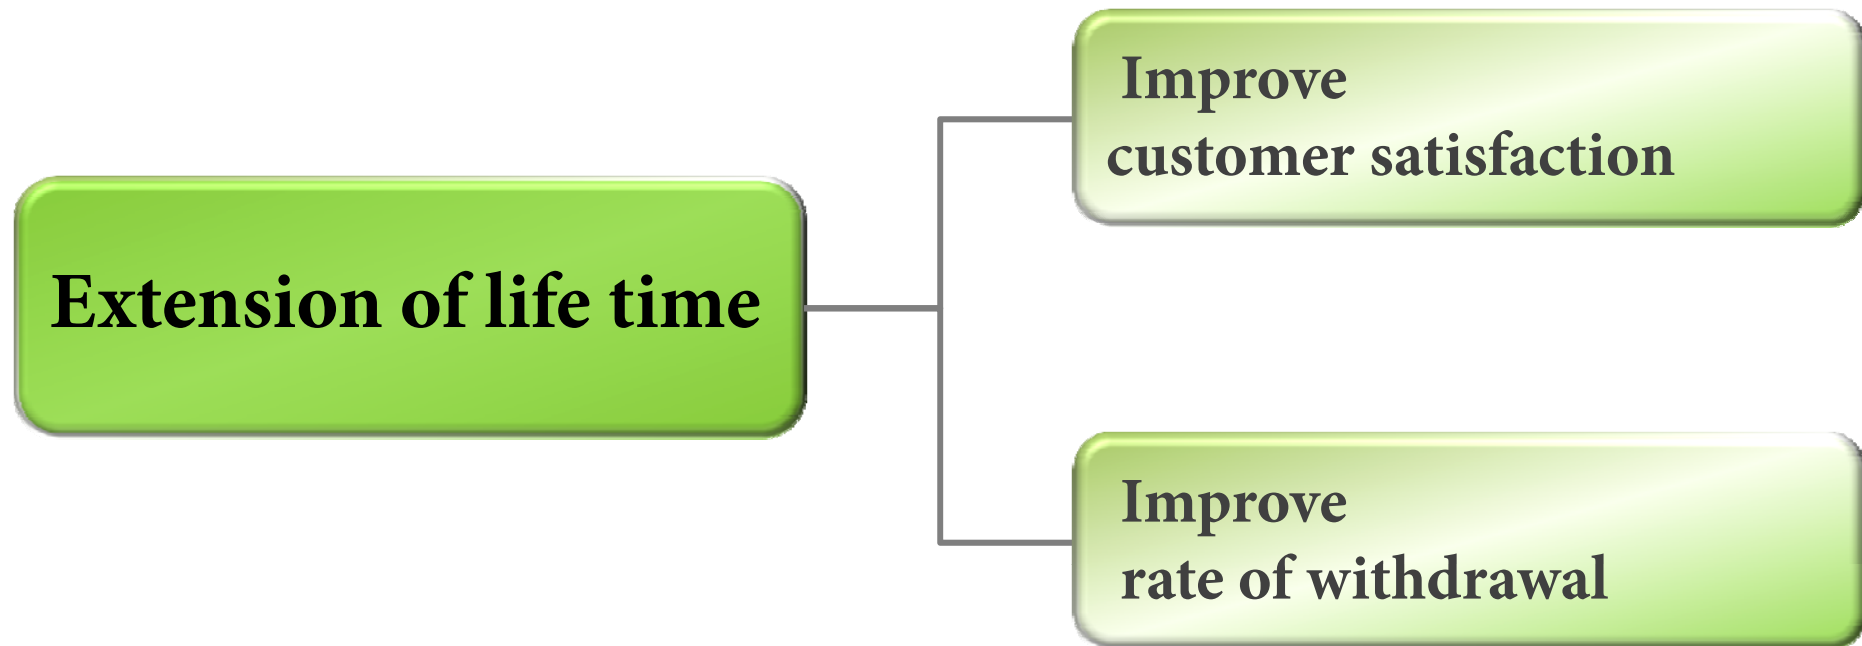 Extension of life time
Improve
customer satisfaction
Improve
rate of withdrawal